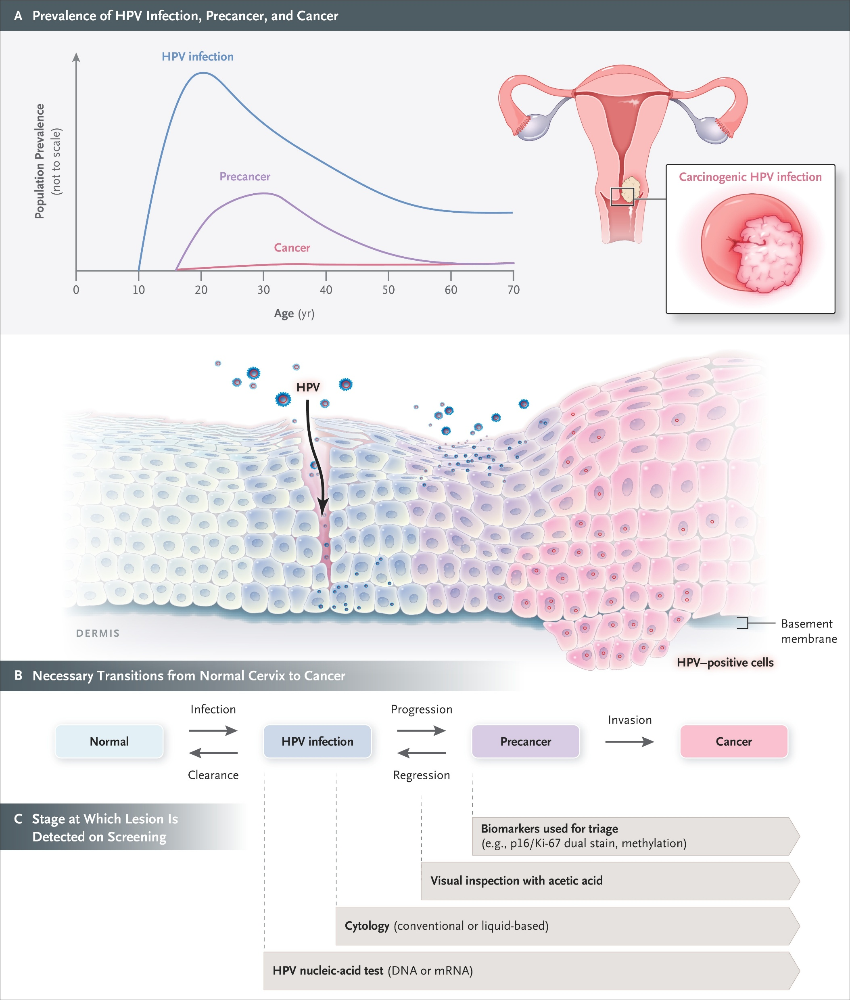 A Prevalence of HPV Infection, Precancer, and Cancer
HPV infection
Precancer
Cancer
Population Prevalence
(not to scale)
0 10 20 30 40 50 60 70
Age (yr)
Carcinogenic HPV infection
HPV
DERMIS
Basement
membrane
HPV–positive cells
B Necessary Transitions from Normal Cervix to Cancer
Infection
Progression
Invasion
Normal
HPV infection
Precancer
Cancer
Clearance
Regression
C Stage at Which Lesion Is
Detected on Screening
Biomarkers used for triage
(e.g., p16/Ki-67 dual stain, methylation)
Visual inspection with acetic acid
Cytology (conventional or liquid-based)
HPV nucleic-acid test (DNA or mRNA)